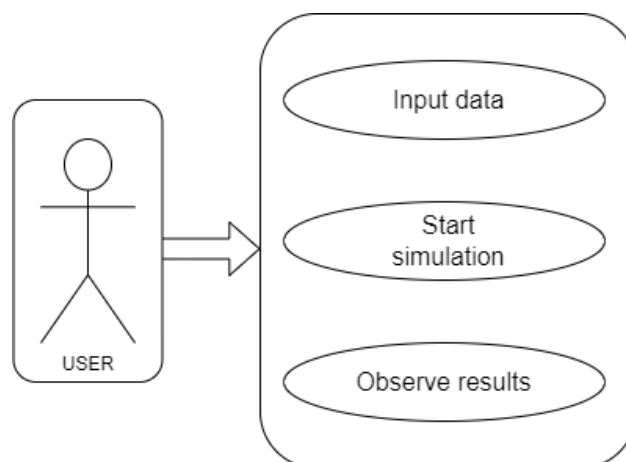 Input data
Start
simulation
Observe results
USER